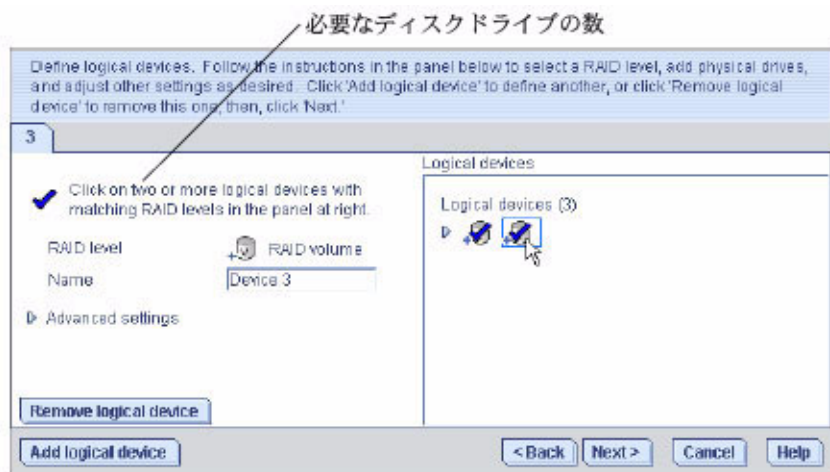 必要なディスクドライブの数
Define logical devices. Follow the instructions in the panel below to select a RAID level, add physical drives,
and adjust other settings as desired. Click 'Add logical device' to define another, or click 'Remove logical
device' to remove this one; then, click 'Next.'
3
Click on two or more logical devices with
matching RAID levels in the panel at right.
RAID level
RAID volume
Name
Device 3
Advanced settings
Remove logical device
Logical devices
Logical devices (3)
Add logical device
< Back
Next >
Cancel
Help